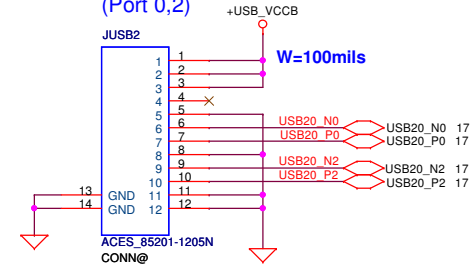 (Port 0,2)
+USB_VCCB
JUSB2
W=100mils
1 1
2 2
3 3
4 4
5 5
6 6 USB20_N0 USB20_N0 17
7 7 USB20_P0 USB20_P0 17
8 8
9 9 USB20_N2 USB20_N2 17
10 10 USB20_P2 USB20_P2 17
13 GND 11 11
14 GND 12 12
ACES_85201-1205N
CONN@